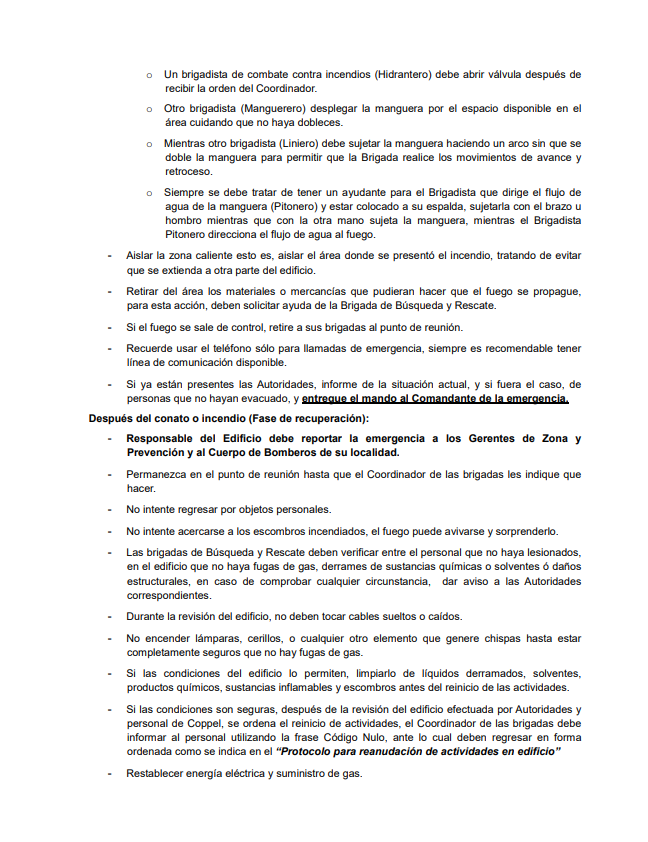 o Un brigadista de combate contra incendios (Hidrantero) debe abrir válvula después de
recibir la orden del Coordinador.
o Otro brigadista (Manguerero) desplegar la manguera por el espacio disponible en el
área cuidando que no haya dobleces.
o Mientras otro brigadista (Liniero) debe sujetar la manguera haciendo un arco sin que se
doble la manguera para permitir que la Brigada realice los movimientos de avance y
retroceso.
o Siempre se debe tratar de tener un ayudante para el Brigadista que dirige el flujo de
agua de la manguera (Pitonero) y estar colocado a su espalda, sujetarla con el brazo u
hombro mientras que con la otra mano sujeta la manguera, mientras el Brigadista
Pitonero direcciona el flujo de agua al fuego.
- Aislar la zona caliente esto es, aislar el área donde se presentó el incendio, tratando de evitar
que se extienda a otra parte del edificio.
- Retirar del área los materiales o mercancías que pudieran hacer que el fuego se propague,
para esta acción, deben solicitar ayuda de la Brigada de Búsqueda y Rescate.
- Si el fuego se sale de control, retire a sus brigadas al punto de reunión.
- Recuerde usar el teléfono sólo para llamadas de emergencia, siempre es recomendable tener
línea de comunicación disponible.
- Si ya están presentes las Autoridades, informe de la situación actual, y si fuera el caso, de
personas que no hayan evacuado, y entregue el mando al Comandante de la emergencia.
Después del conato o incendio (Fase de recuperación):
- Responsable del Edificio debe reportar la emergencia a los Gerentes de Zona y
Prevención y al Cuerpo de Bomberos de su localidad.
- Permanezca en el punto de reunión hasta que el Coordinador de las brigadas les indique que
hacer.
- No intente regresar por objetos personales.
- No intente acercarse a los escombros incendiados, el fuego puede avivarse y sorprenderlo.
- Las brigadas de Búsqueda y Rescate deben verificar entre el personal que no haya lesionados,
en el edificio que no haya fugas de gas, derrames de sustancias químicas o solventes ó daños
estructurales, en caso de comprobar cualquier circunstancia, dar aviso a las Autoridades
correspondientes.
- Durante la revisión del edificio, no deben tocar cables sueltos o caídos.
- No encender lámparas, cerillos, o cualquier otro elemento que genere chispas hasta estar
completamente seguros que no hay fugas de gas.
- Si las condiciones del edificio lo permiten, limpiarlo de líquidos derramados, solventes,
productos químicos, sustancias inflamables y escombros antes del reinicio de las actividades.
- Si las condiciones son seguras, después de la revisión del edificio efectuada por Autoridades y
personal de Coppel, se ordena el reinicio de actividades, el Coordinador de las brigadas debe
informar al personal utilizando la frase Código Nulo, ante lo cual deben regresar en forma
ordenada como se indica en el “Protocolo para reanudación de actividades en edificio”
- Restablecer energía eléctrica y suministro de gas.